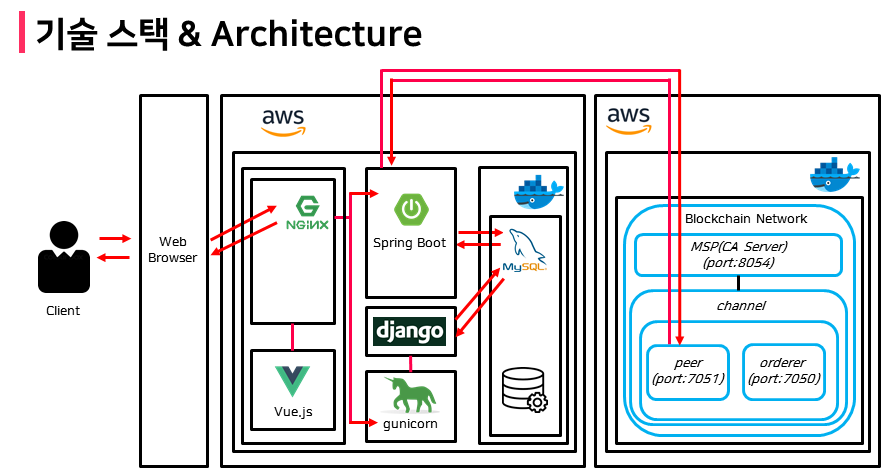 기술 스택 & Architecture
aws
aws
NGiNX
Spring Boot
MySQL
django
Vue.js
gunicorn
Web
Browser
Client
Blockchain Network
MSP(CA Server)
(port:8054)
channel
peer
(port:7051)
orderer
(port:7050)